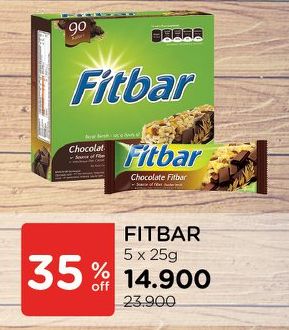 90
Fitbar
Chocolate
Source of Fiber
Fitbar
Chocolate Fitbar
Source of Fiber
35% off
FITBAR
5 x 25g
14.900
23.900